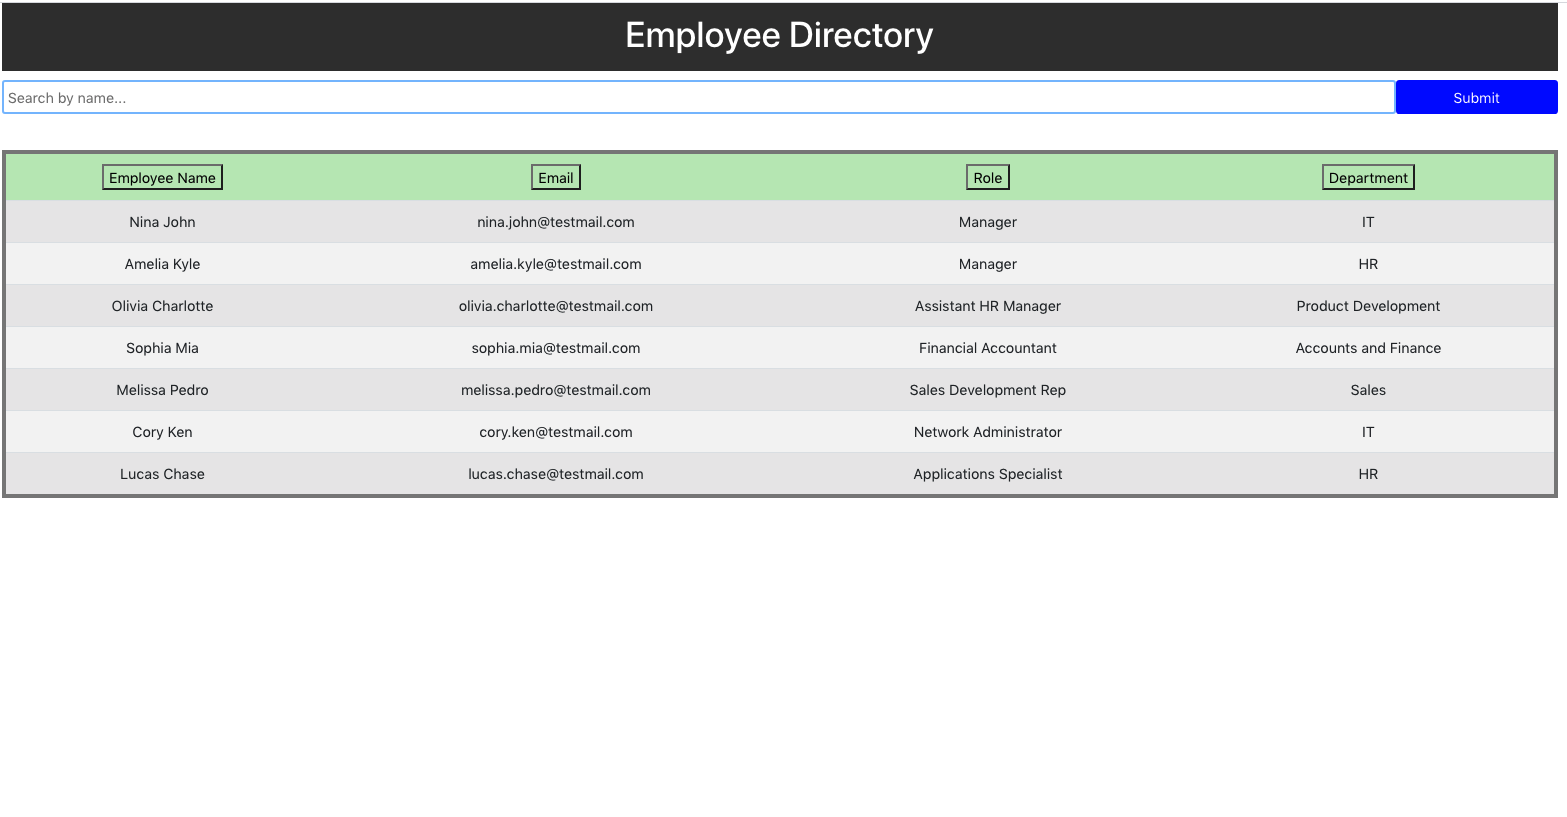 Employee Directory
Search by name...
Submit
Employee Name Email Role Department
Nina John nina.john@testmail.com Manager IT
Amelia Kyle amelia.kyle@testmail.com Manager HR
Olivia Charlotte olivia.charlotte@testmail.com Assistant HR Manager Product Development
Sophia Mia sophia.mia@testmail.com Financial Accountant Accounts and Finance
Melissa Pedro melissa.pedro@testmail.com Sales Development Rep Sales
Cory Ken cory.ken@testmail.com Network Administrator IT
Lucas Chase lucas.chase@testmail.com Applications Specialist HR